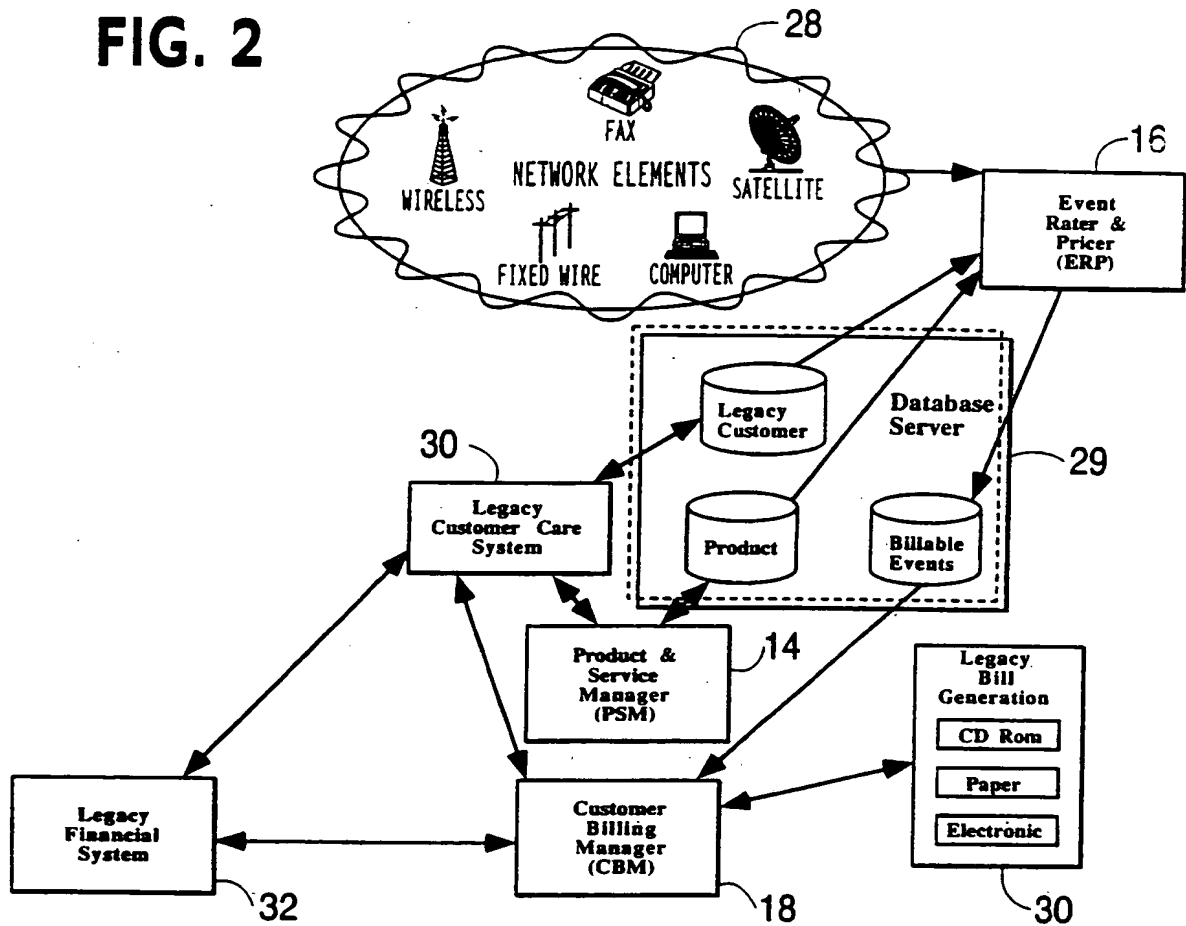 FIG. 2
28
FAX
WIRELESS
NETWORK ELEMENTS
SATELLITE
FIXED WIRE
COMPUTER
16
Event
Rater &
Pricer
(ERP)
Legacy
Customer
Database
Server
29
30
Legacy
Customer Care
System
Product
Billable
Events
Product &
Service
Manager
(PSM)
14
Legacy
Bill
Generation
CD Rom
Paper
Electronic
30
Legacy
Financial
System
32
Customer
Billing
Manager
(CBM)
18